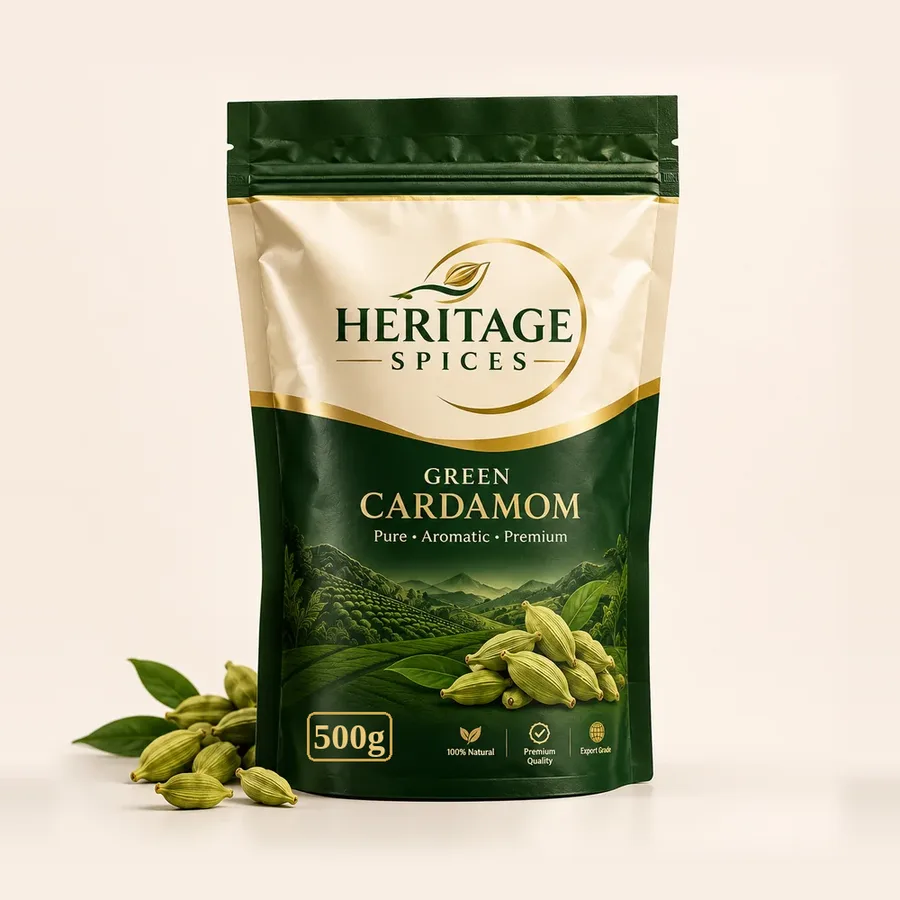 HERITAGE
SPICES
GREEN
CARDAMOM
Pure • Aromatic • Premium
500g
100% Natural
Premium
Quality
Export Grade